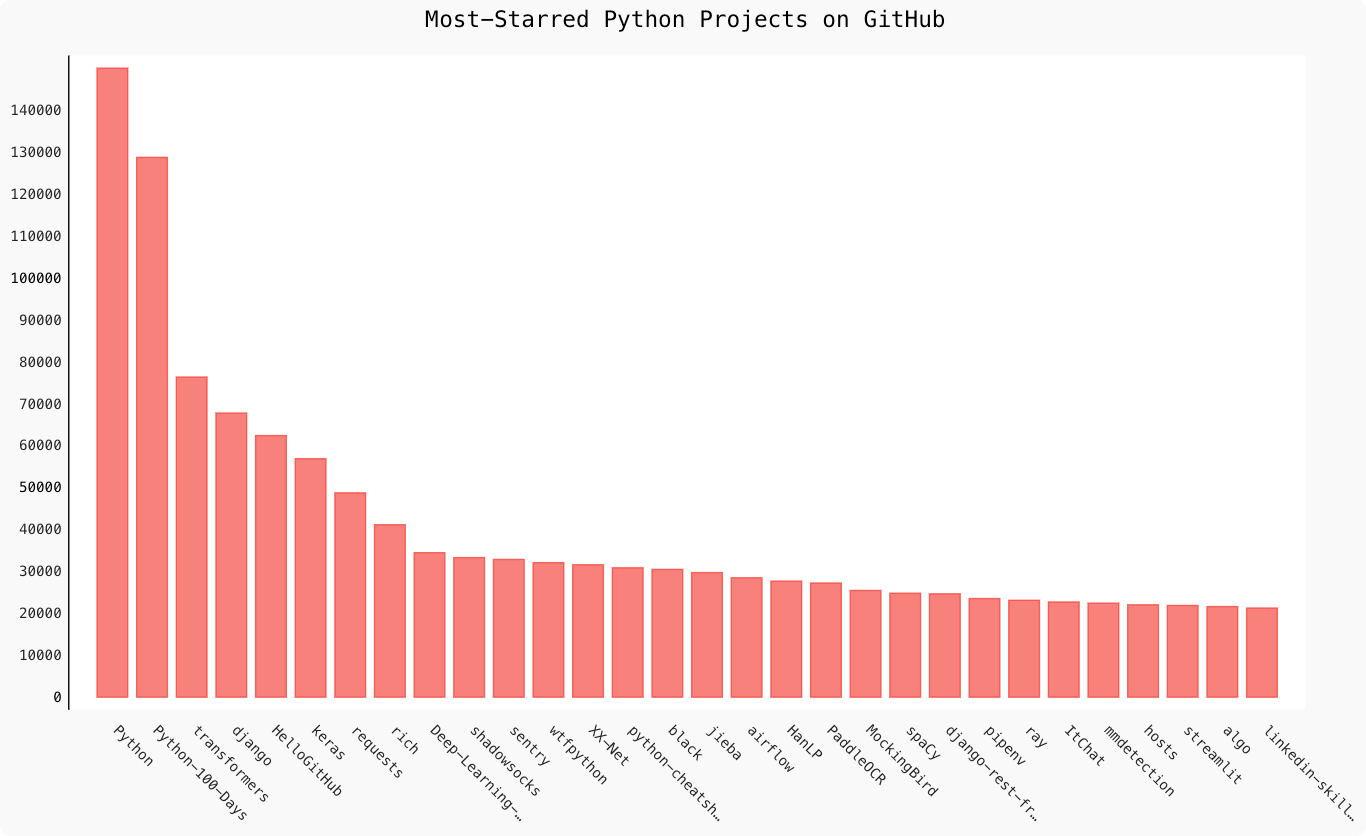 Most-Starred Python Projects on GitHub
140000
130000
120000
110000
100000
90000
80000
70000
60000
50000
40000
30000
20000
10000
0
Python
Python-100-Days
transformers
django
HelloGitHub
keras
requests
rich
Deep-Learning-…
shadowsocks
sentry
wtfpython
XX-Net
python-cheatsh…
black
jieba
airflow
HanLP
PaddleOCR
MockingBird
spaCy
django-rest-fr…
pipenv
ray
ItChat
mmdetection
hosts
streamlit
algo
linkedin-skill…